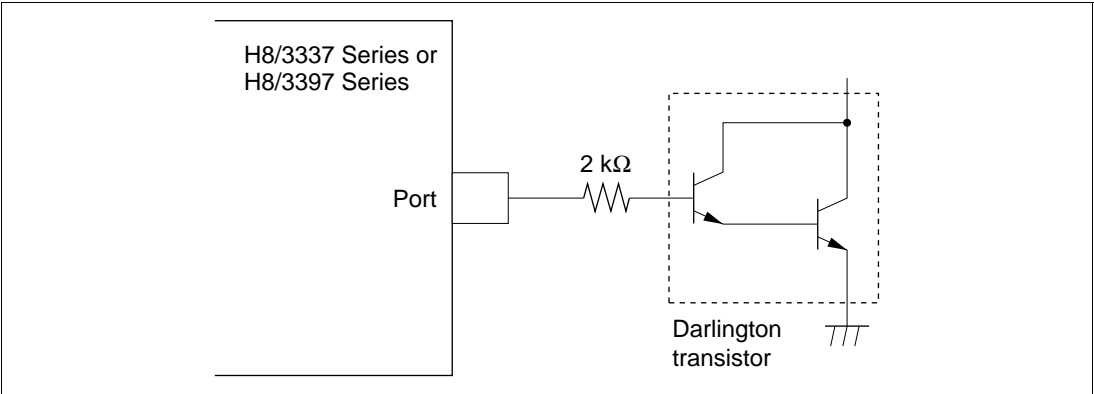 H8/3337 Series or
H8/3397 Series
2 kΩ
Port
Darlington
transistor